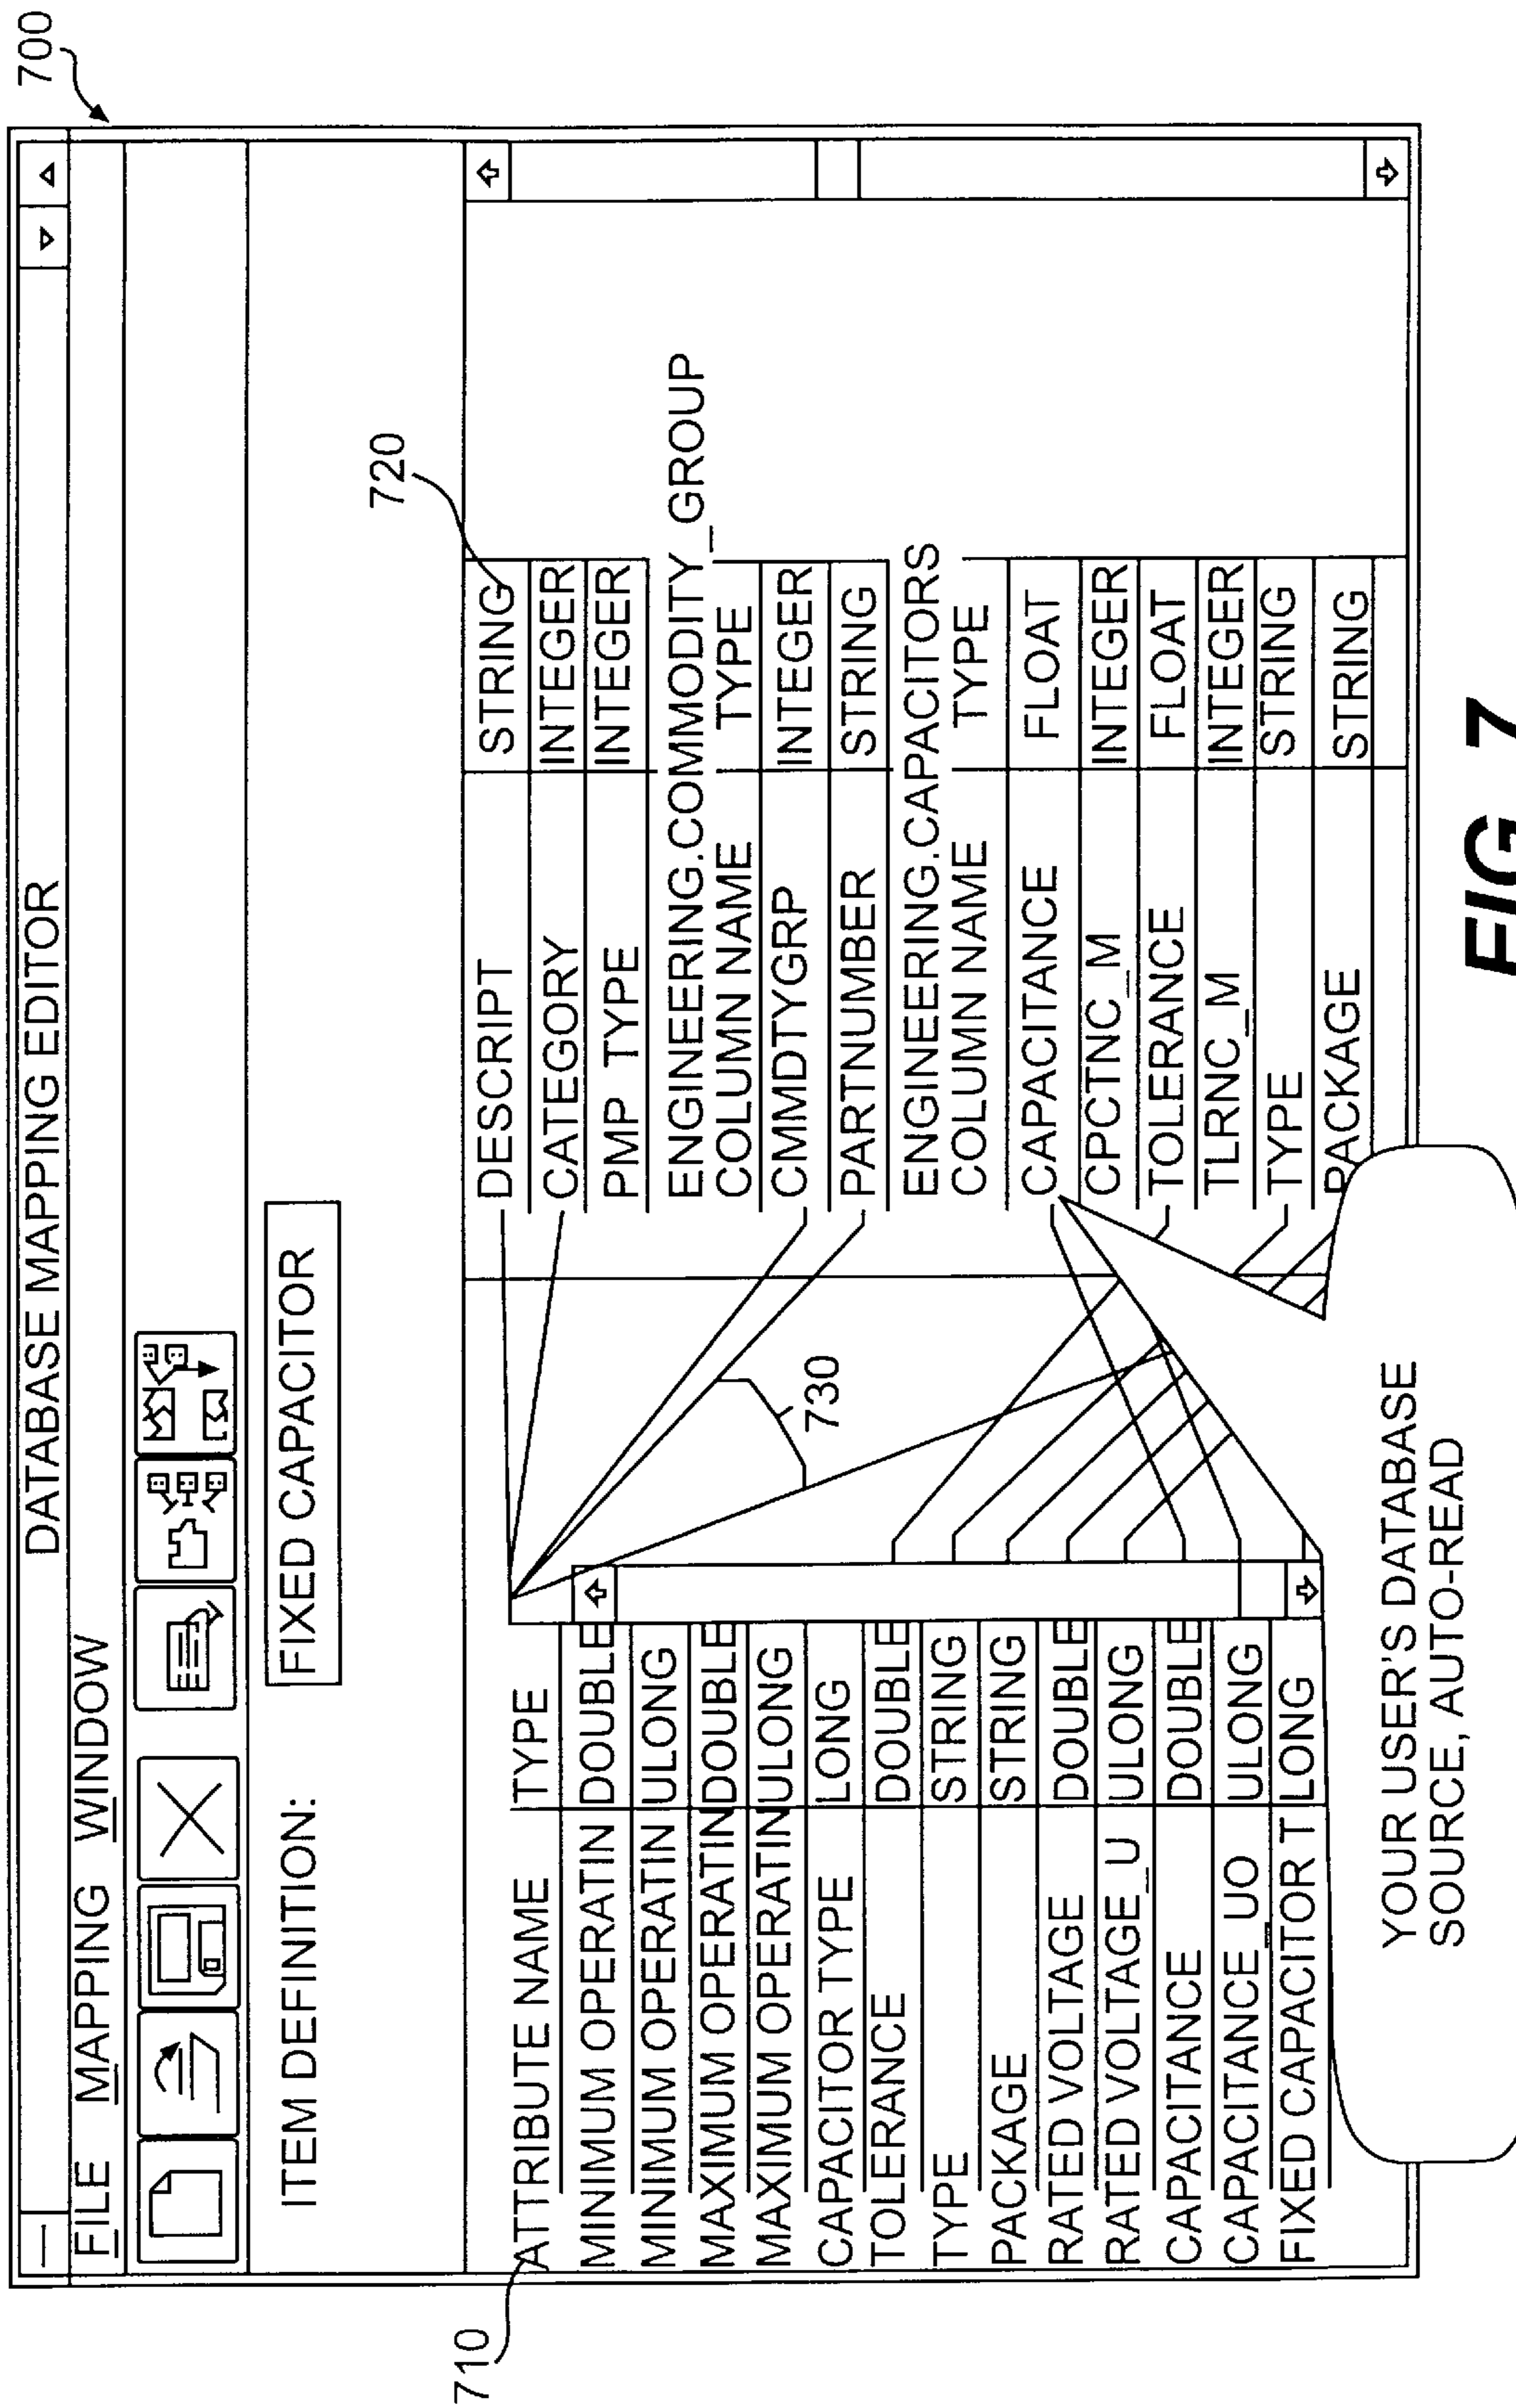 700
DATABASE MAPPING EDITOR
FILE MAPPING WINDOW
ITEM DEFINITION: FIXED CAPACITOR
710
720
730
ATTRIBUTE NAME TYPE
MINIMUM OPERATIN DOUBLE
MINIMUM OPERATIN ULONG
MAXIMUM OPERATIN DOUBLE
MAXIMUM OPERATIN ULONG
CAPACITOR TYPE LONG
TOLERANCE DOUBLE
TYPE STRING
PACKAGE STRING
RATED VOLTAGE DOUBLE
RATED VOLTAGE_U ULONG
CAPACITANCE DOUBLE
CAPACITANCE_UO ULONG
FIXED CAPACITOR T LONG
DESCRIPT STRING
CATEGORY INTEGER
PMP TYPE INTEGER
ENGINEERING.COMMODITY_GROUP
COLUMN NAME TYPE
CMMDTYGRP INTEGER
PARTNUMBER STRING
ENGINEERING.CAPACITORS
COLUMN NAME TYPE
CAPACITANCE FLOAT
CPCTNC_M INTEGER
TOLERANCE FLOAT
TLRNC_M INTEGER
TYPE STRING
PACKAGE STRING
YOUR USER'S DATABASE
SOURCE, AUTO-READ
FIG. 7